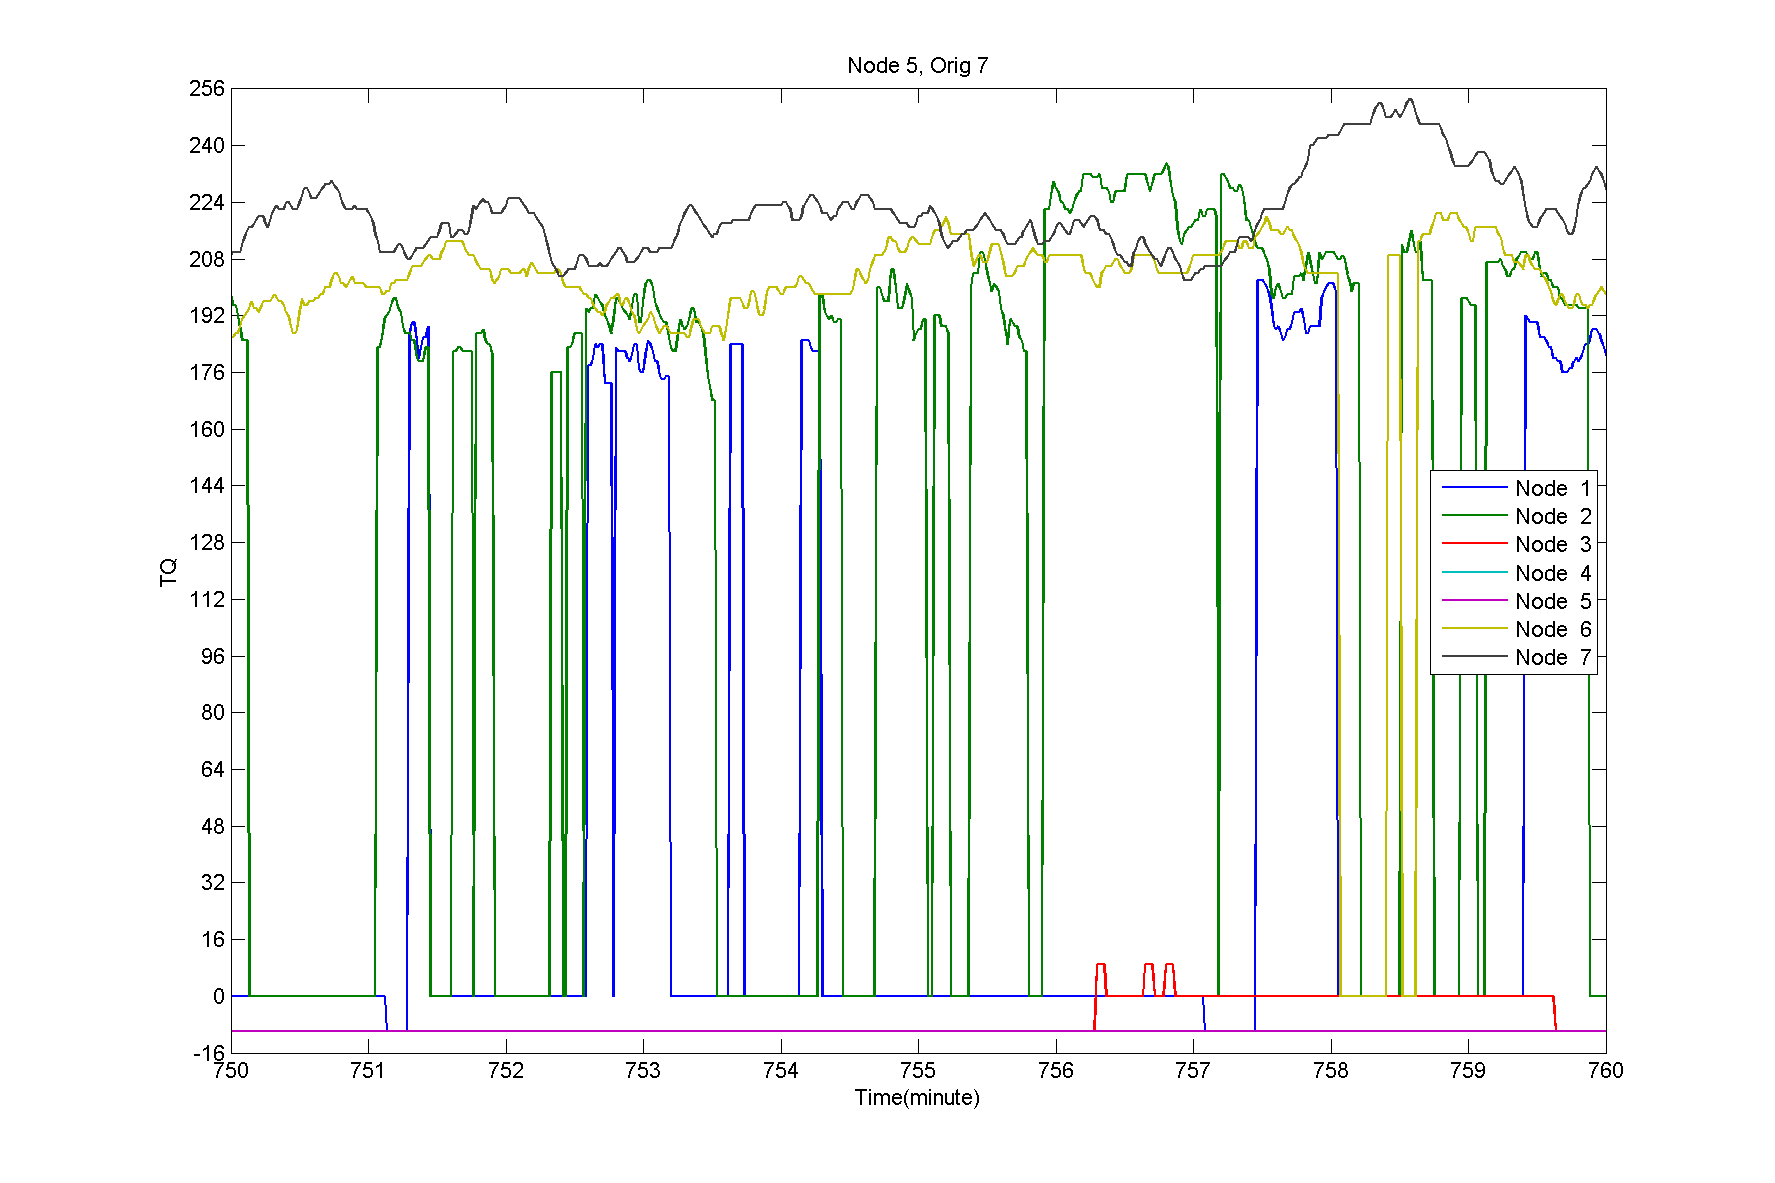 Node 5, Orig 7
256
240
224
208
192
176
160
144
128
112
96
80
64
48
32
16
0
-16
TQ
750 751 752 753 754 755 756 757 758 759 760
Time(minute)
Node 1
Node 2
Node 3
Node 4
Node 5
Node 6
Node 7